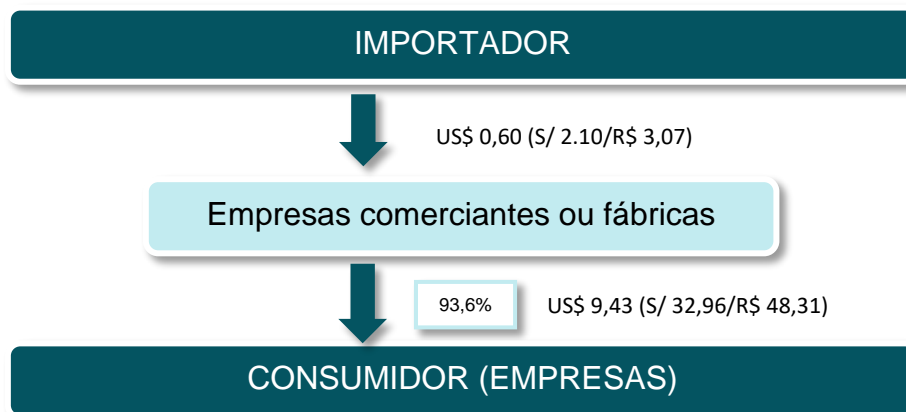 IMPORTADOR
US$ 0,60 (S/ 2.10/R$ 3,07)
Empresas comerciantes ou fábricas
93,6%
US$ 9,43 (S/ 32,96/R$ 48,31)
CONSUMIDOR (EMPRESAS)